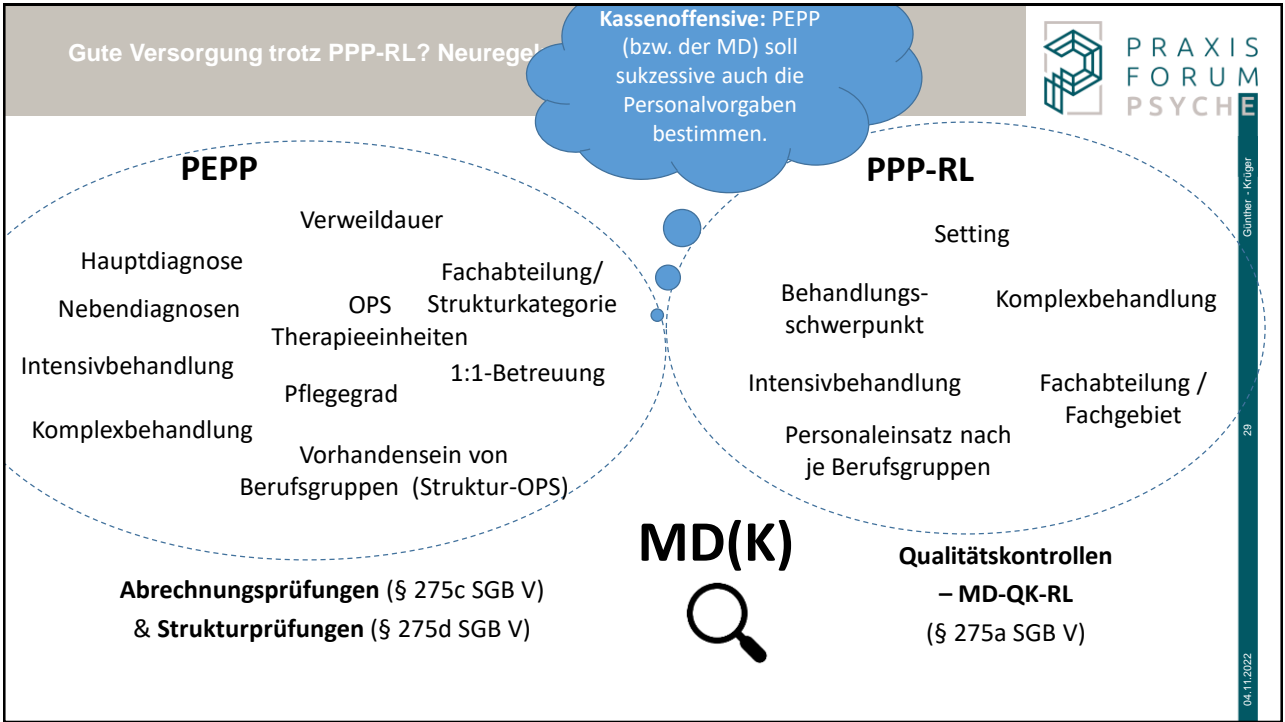 Gute Versorgung trotz PPP-RL? Neuregel
Kassenoffensive: PEPP
(bzw. der MD) soll
sukzessive auch die
Personalvorgaben
bestimmen.
PRAXIS
FORUM
PSYCHE
PEPP
Verweildauer
Hauptdiagnose
Fachabteilung/
Strukturkategorie
Nebendiagnosen
OPS
Therapieeinheiten
Intensivbehandlung
1:1-Betreuung
Pflegegrad
Komplexbehandlung
Vorhandensein von
Berufsgruppen (Struktur-OPS)
PPP-RL
Setting
Behandlungs-
schwerpunkt
Komplexbehandlung
Intensivbehandlung
Fachabteilung /
Fachgebiet
Personaleinsatz nach
je Berufsgruppen
MD(K)
Abrechnungsprüfungen (§ 275c SGB V)
& Strukturprüfungen (§ 275d SGB V)
Qualitätskontrollen
– MD-QK-RL
(§ 275a SGB V)
Günther - Krüger
29
04.11.2022